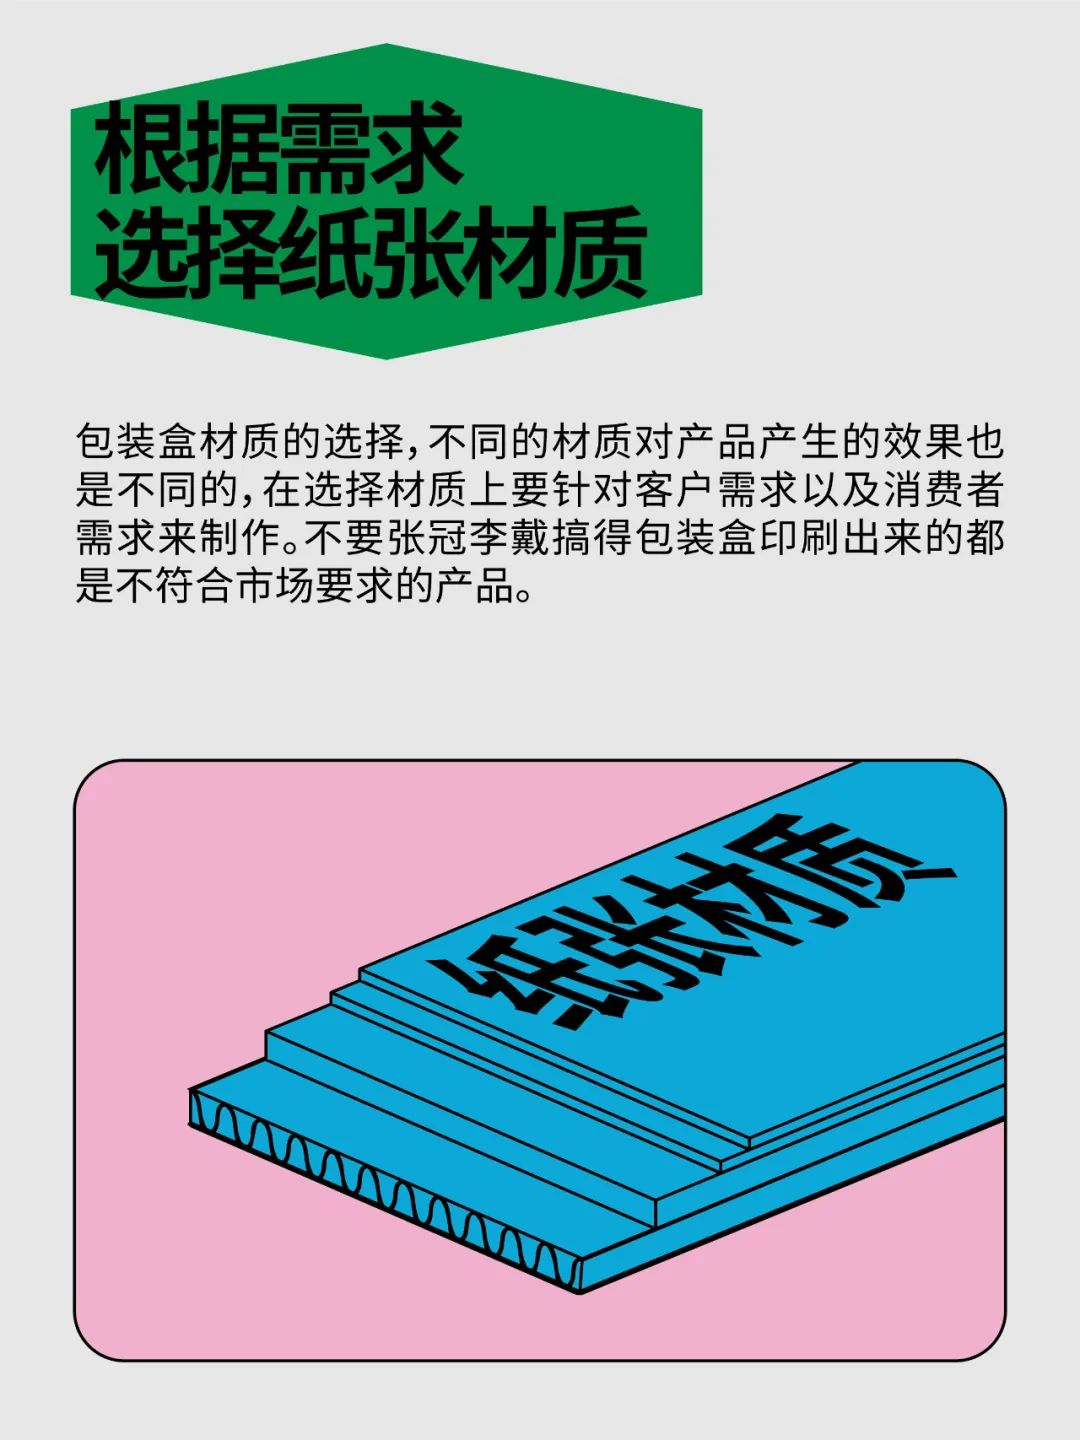 根据需求
选择纸张材质
包装盒材质的选择，不同的材质对产品产生的效果也
是不同的，在选择材质上要针对客户需求以及消费者
需求来制作。不要张冠李戴搞得包装盒印刷出来的都
是不符合市场要求的产品。
纸张材质